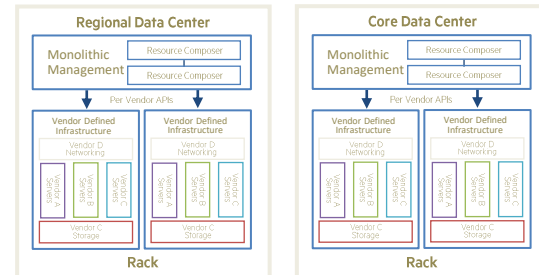 Regional Data Center
Monolithic
Management
Resource Composer
Resource Composer
Per Vendor APIs
Vendor Defined
Infrastructure
Vendor D
Networking
Vendor A
Servers
Vendor B
Servers
Vendor C
Servers
Vendor C
Storage
Vendor Defined
Infrastructure
Vendor D
Networking
Vendor A
Servers
Vendor B
Servers
Vendor C
Servers
Vendor C
Storage
Rack
Core Data Center
Monolithic
Management
Resource Composer
Resource Composer
Per Vendor APIs
Vendor Defined
Infrastructure
Vendor D
Networking
Vendor A
Servers
Vendor B
Servers
Vendor C
Servers
Vendor C
Storage
Vendor Defined
Infrastructure
Vendor D
Networking
Vendor A
Servers
Vendor B
Servers
Vendor C
Servers
Vendor C
Storage
Rack